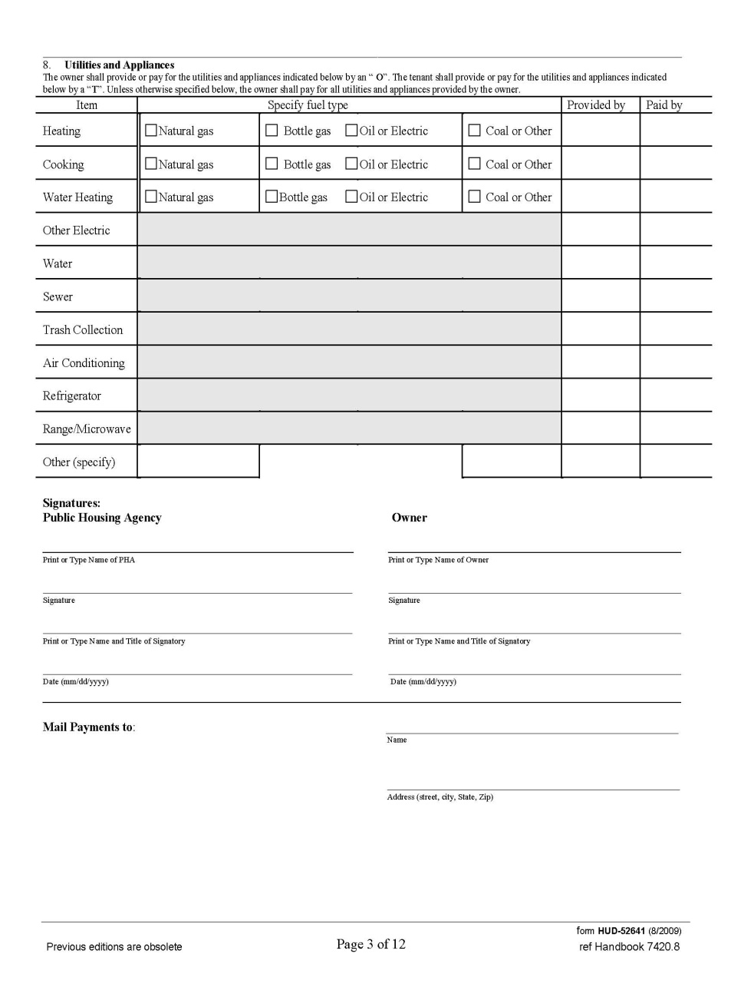 8. Utilities and Appliances
The owner shall provide or pay for the utilities and appliances indicated below by an “ O”. The tenant shall provide or pay for the utilities and appliances indicated
below by a “T”. Unless otherwise specified below, the owner shall pay for all utilities and appliances provided by the owner.
Item Specify fuel type Provided by Paid by
Heating Natural gas Bottle gas Oil or Electric Coal or Other
Cooking Natural gas Bottle gas Oil or Electric Coal or Other
Water Heating Natural gas Bottle gas Oil or Electric Coal or Other
Other Electric
Water
Sewer
Trash Collection
Air Conditioning
Refrigerator
Range/Microwave
Other (specify)
Signatures:
Public Housing Agency Owner
Print or Type Name of PHA Print or Type Name of Owner
Signature Signature
Print or Type Name and Title of Signatory Print or Type Name and Title of Signatory
Date (mm/dd/yyyy) Date (mm/dd/yyyy)
Mail Payments to:
Name
Address (street, city, State, Zip)
form HUD-52641 (8/2009)
Previous editions are obsolete Page 3 of 12 ref Handbook 7420.8